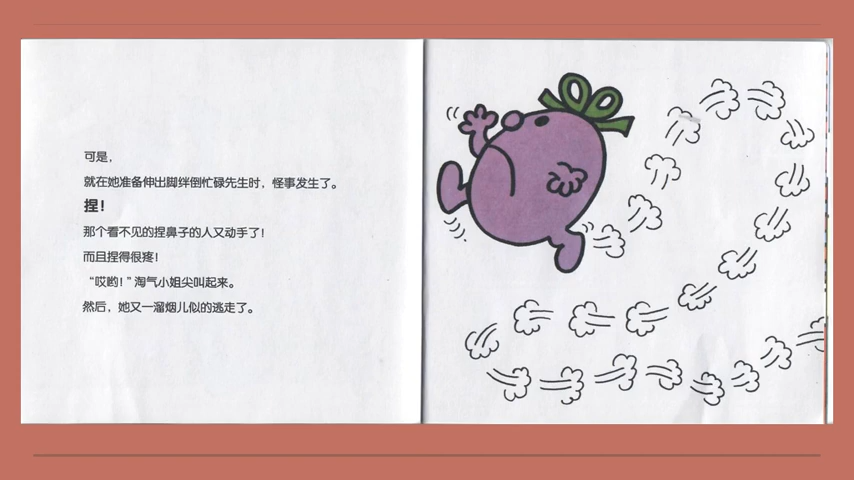 可是，
就在她准备伸出脚绊倒忙碌先生时，怪事发生了。
捏！
那个看不见的捏鼻子的人又动手了！
而且捏得很疼！
“哎哟！”淘气小姐尖叫起来。
然后，她又一溜烟儿似的逃走了。